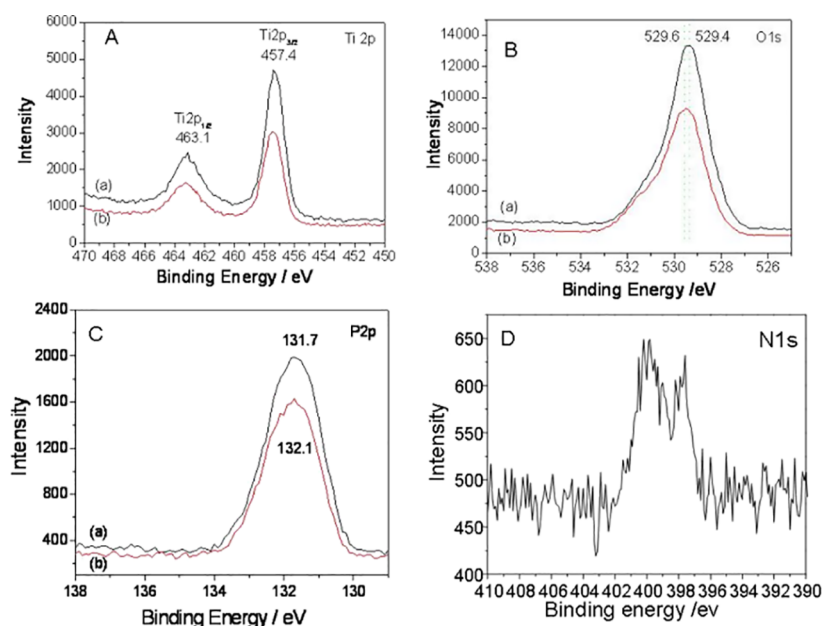 A
Ti2p3/2
457.4
Ti 2p
Ti2p1/2
463.1
(a)
(b)
Intensity
6000
5000
4000
3000
2000
1000
0
470 468 466 464 462 460 458 456 454 452 450
Binding Energy / eV
B
529.6
529.4
O1s
(a)
(b)
Intensity
14000
12000
10000
8000
6000
4000
2000
0
538 536 534 532 530 528 526
Binding Energy /eV
C
P2p
131.7
132.1
(a)
(b)
Intensity
2400
2000
1600
1200
800
400
138 136 134 132 130
Binding Energy / eV
D
N1s
Intensity
650
600
550
500
450
400
410 408 406 404 402 400 398 396 394 392 390
Binding energy /ev